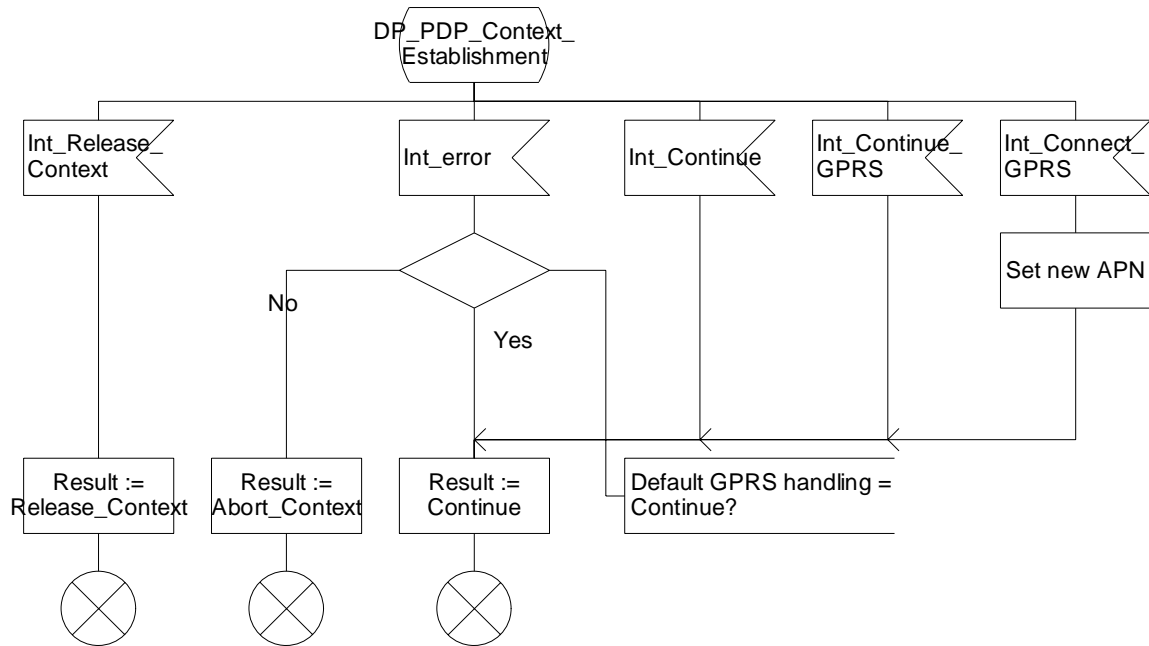 DP_PDP_Context_
Establishment
Int_Release_
Context
Int_error
Int_Continue
Int_Continue_
GPRS
Int_Connect_
GPRS
Set new APN
No
Yes
Result :=
Release_Context
Result :=
Abort_Context
Result :=
Continue
Default GPRS handling =
Continue?